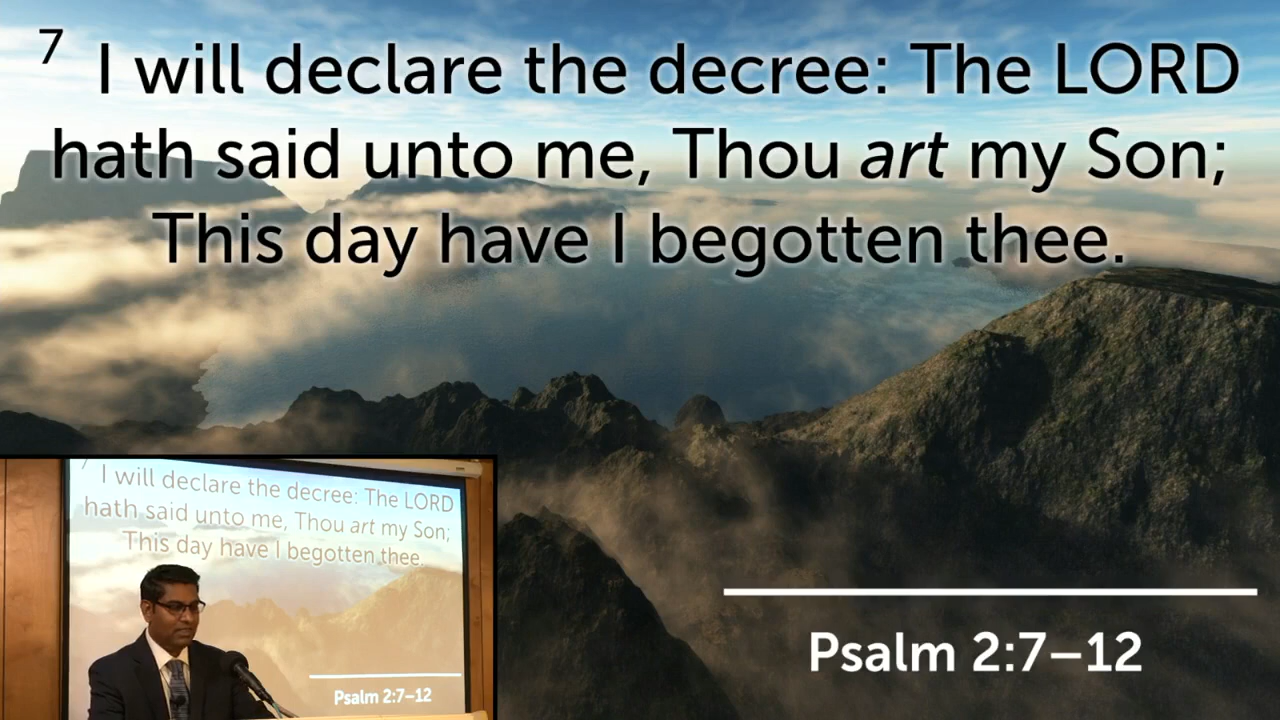 7 I will declare the decree: The LORD
hath said unto me, Thou art my Son;
This day have I begotten thee.
Psalm 2:7–12
7 I will declare the decree: The LORD
hath said unto me, Thou art my Son;
This day have I begotten thee.
Psalm 2:7–12